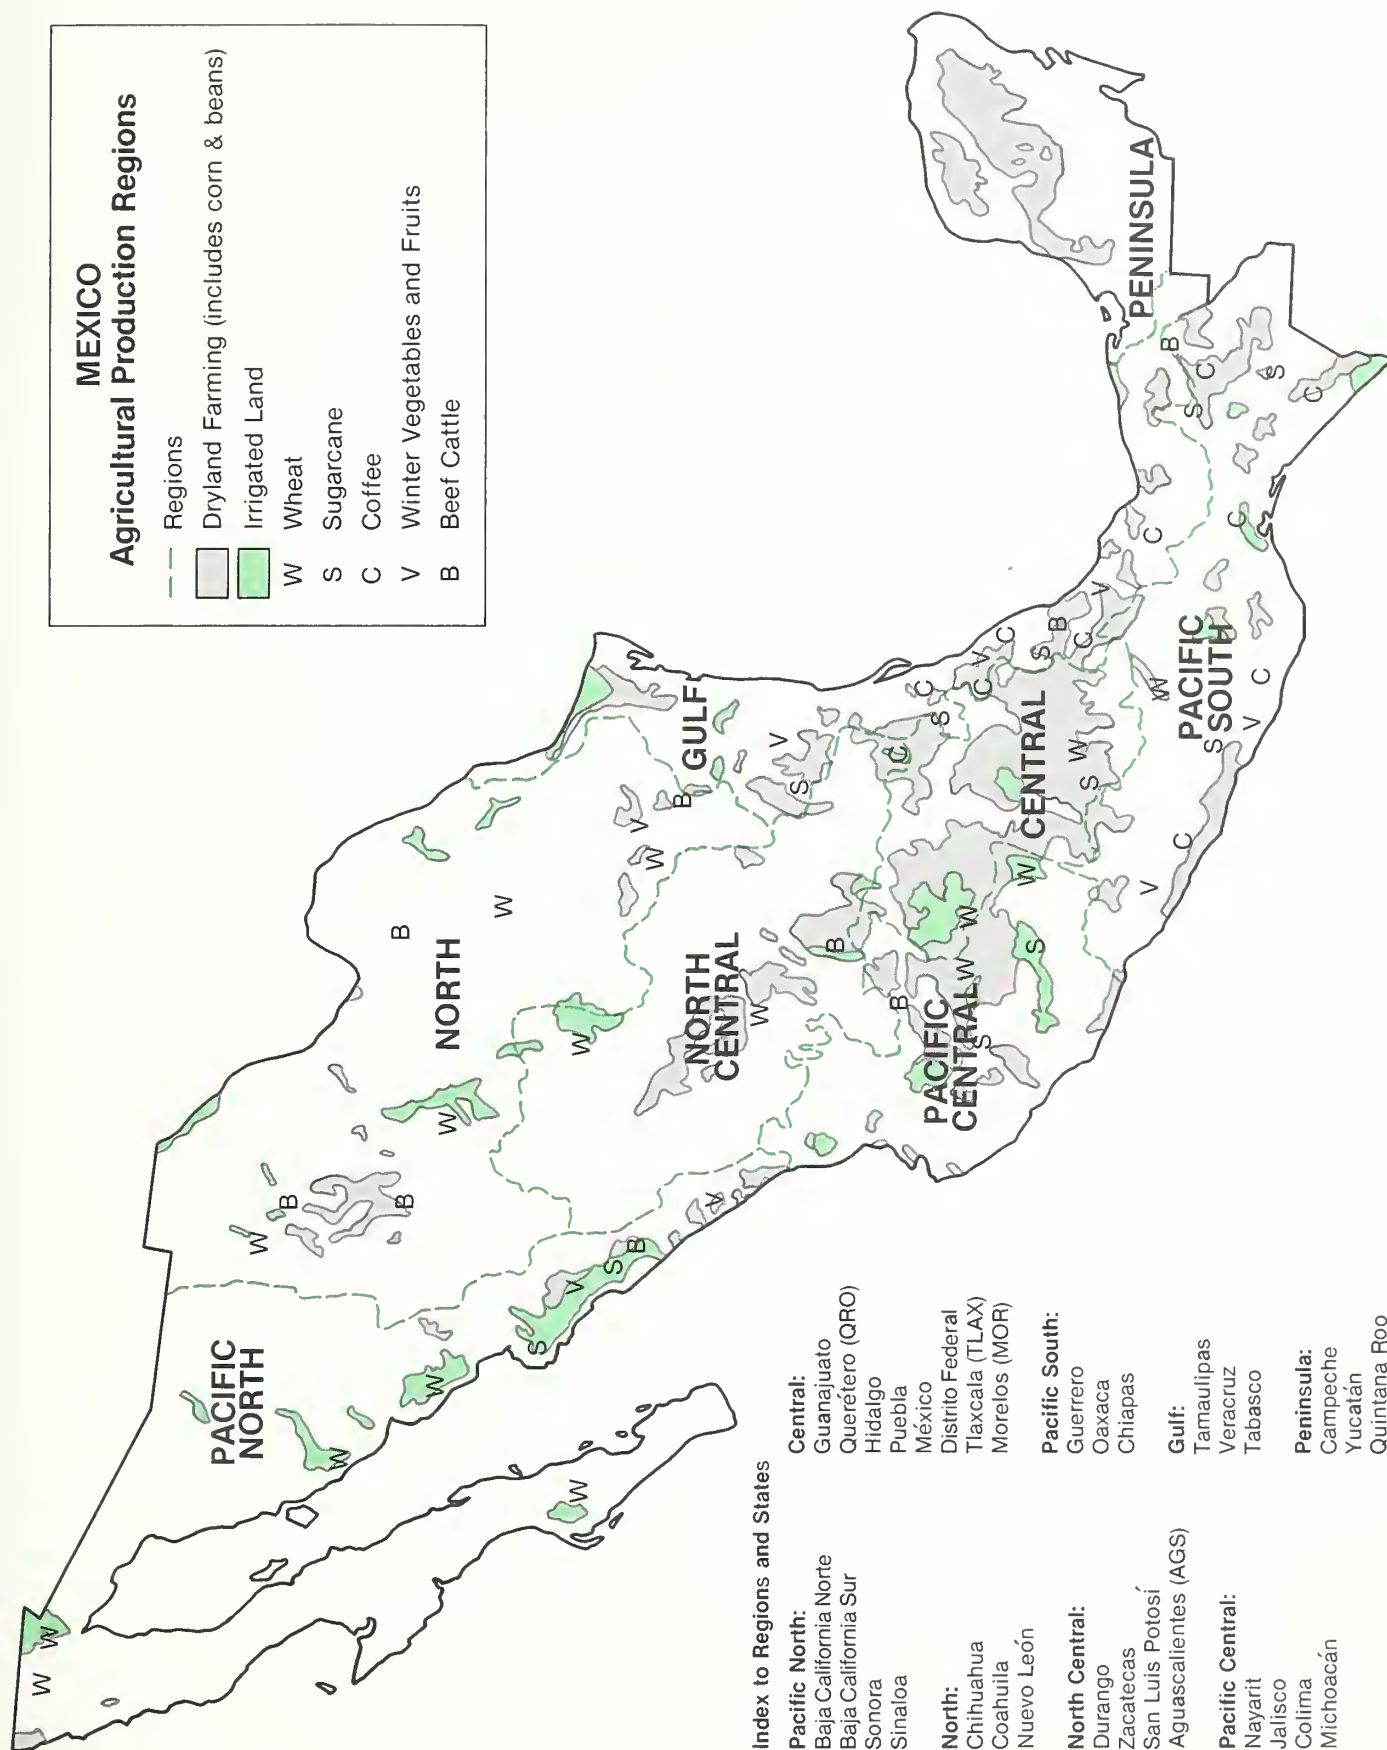 MEXICO
Agricultural Production Regions
Regions
Dryland Farming (includes corn & beans)
Irrigated Land
W Wheat
S Sugarcane
C Coffee
V Winter Vegetables and Fruits
B Beef Cattle
PACIFIC
NORTH
NORTH
NORTH
CENTRAL
GULF
PACIFIC
CENTRAL
CENTRAL
PACIFIC
SOUTH
PENINSULA
W
W
W
W
W
W
B
B
W
B
W
W
S
V
S
B
V
W
V
B
W
V
S
B
B
W
W
S
S
W
C
S
C
C
V
C
S
B
C
V
W
S
W
V
C
S
V
C
C
C
S
C
B
S
C
Index to Regions and States
Pacific North:
Baja California Norte
Baja California Sur
Sonora
Sinaloa
North:
Chihuahua
Coahuila
Nuevo León
North Central:
Durango
Zacatecas
San Luis Potosí
Aguascalientes (AGS)
Pacific Central:
Nayarit
Jalisco
Colima
Michoacán
Central:
Guanajuato
Querétero (QRO)
Hidalgo
Puebla
México
Distrito Federal
Tlaxcala (TLAX)
Morelos (MOR)
Pacific South:
Guerrero
Oaxaca
Chiapas
Gulf:
Tamaulipas
Veracruz
Tabasco
Peninsula:
Campeche
Yucatán
Quintana Roo